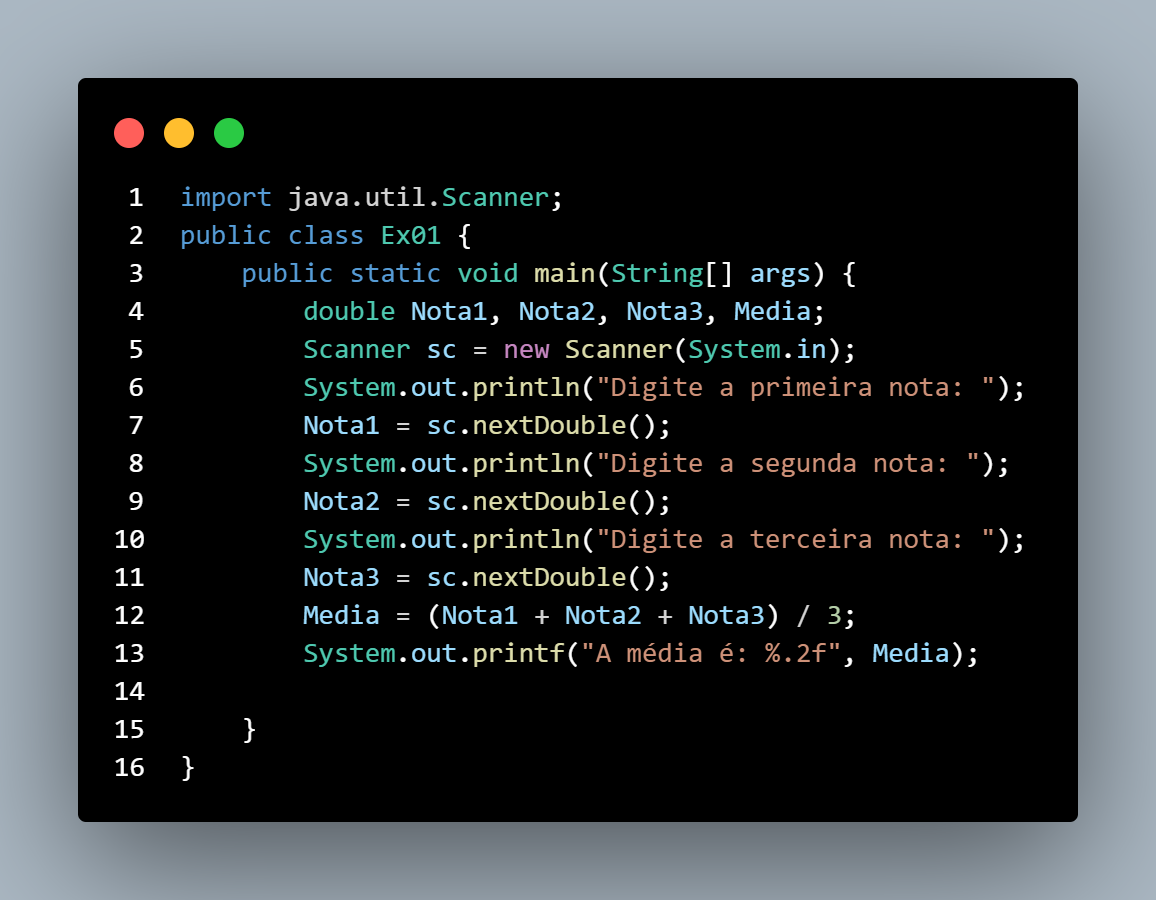 1 import java.util.Scanner;
2 public class Ex01 {
3     public static void main(String[] args) {
4         double Nota1, Nota2, Nota3, Media;
5         Scanner sc = new Scanner(System.in);
6         System.out.println("Digite a primeira nota: ");
7         Nota1 = sc.nextDouble();
8         System.out.println("Digite a segunda nota: ");
9         Nota2 = sc.nextDouble();
10         System.out.println("Digite a terceira nota: ");
11         Nota3 = sc.nextDouble();
12         Media = (Nota1 + Nota2 + Nota3) / 3;
13         System.out.printf("A média é: %.2f", Media);
14
15     }
16 }